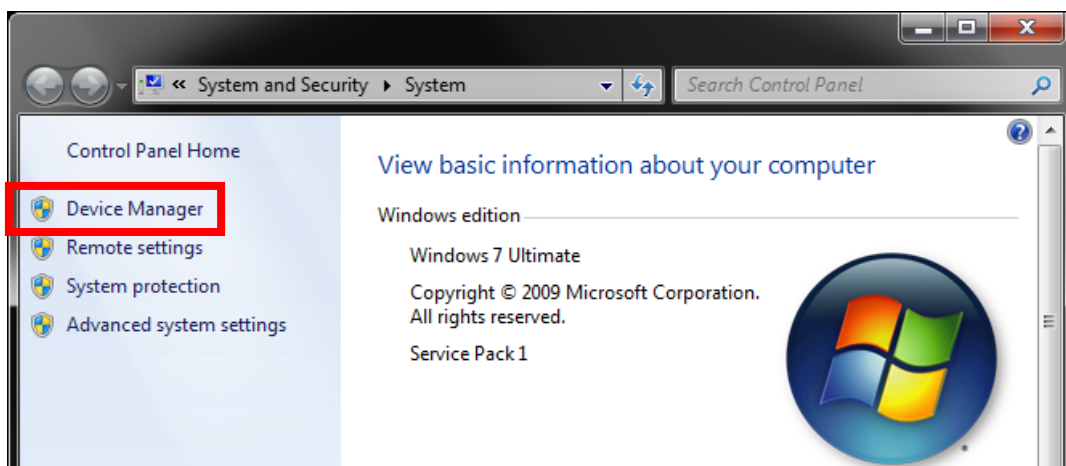 « System and Security ▸ System
Search Control Panel
Control Panel Home
Device Manager
Remote settings
System protection
Advanced system settings
View basic information about your computer
Windows edition
Windows 7 Ultimate
Copyright © 2009 Microsoft Corporation.
All rights reserved.
Service Pack 1